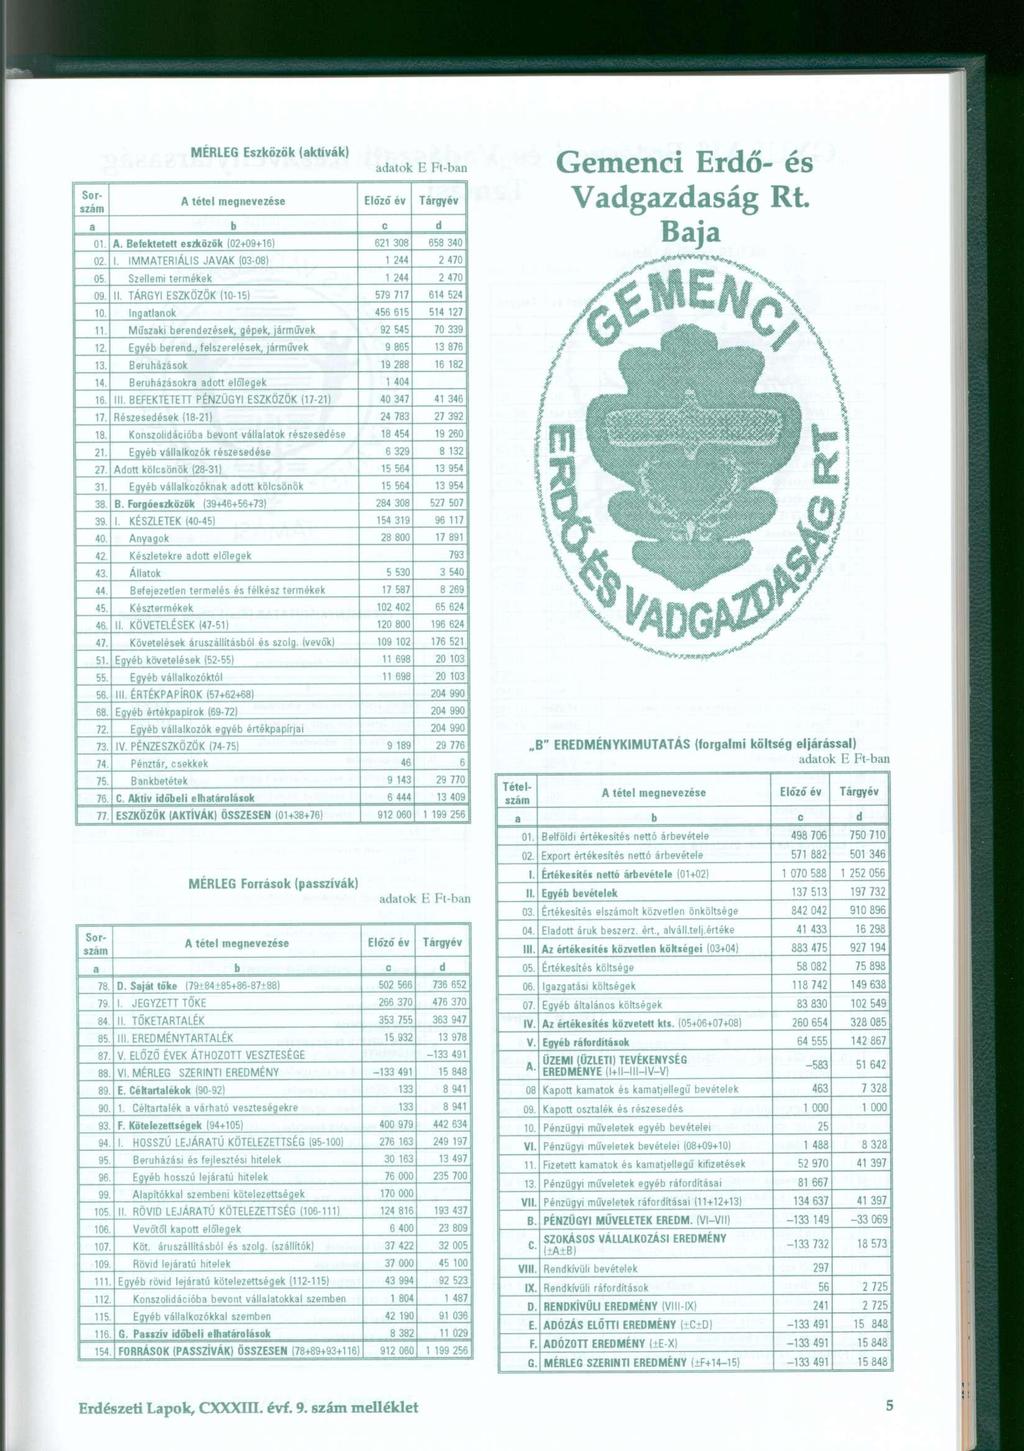 MÉRLEG Eszközök (aktívák)
adatok E Ft-ban
Sor-szám A tétel megnevezése Előző év Tárgyév
a b c d
01. A. Befektetett eszközök (02+09+16) 621 308 658 340
02. I. IMMATERIÁLIS JAVAK (03-08) 1 244 2 470
05. Szellemi termékek 1 244 2 470
09. II. TÁRGYI ESZKÖZÖK (10-15) 579 717 614 524
10. Ingatlanok 456 615 514 127
11. Műszaki berendezések, gépek, járművek 92 545 70 339
12. Egyéb berend., felszerelések, járművek 9 865 13 876
13. Beruházások 19 288 16 182
14. Beruházásokra adott előlegek 1 404
16. III. BEFEKTETETT PÉNZÜGYI ESZKÖZÖK (17-21) 40 347 41 346
17. Részesedések (18-21) 24 783 27 392
18. Konszolidációba bevont vállalatok részesedése 18 454 19 260
21. Egyéb vállalkozók részesedése 6 329 8 132
27. Adott kölcsönök (28-31) 15 564 13 954
31. Egyéb vállalkozóknak adott kölcsönök 15 564 13 954
38. B. Forgóeszközök (39+46+56+73) 284 308 527 507
39. I. KÉSZLETEK (40-45) 154 319 96 117
40. Anyagok 28 800 17 891
42. Készletekre adott előlegek 793
43. Állatok 5 530 3 540
44. Befejezetlen termelés és félkész termékek 17 587 8 269
45. Késztermékek 102 402 65 624
46. II. KÖVETELÉSEK (47-51) 120 800 196 624
47. Követelések áruszállításból és szolg. (vevők) 109 102 176 521
51. Egyéb követelések (52-55) 11 698 20 103
55. Egyéb vállalkozóktól 11 698 20 103
56. III. ÉRTÉKPAPÍROK (57+62+68) 204 990
68. Egyéb értékpapírok (69-72) 204 990
72. Egyéb vállalkozók egyéb értékpapírjai 204 990
73. IV. PÉNZESZKÖZÖK (74-75) 9 189 29 776
74. Pénztár, csekkek 46 6
75. Bankbetétek 9 143 29 770
76. C. Aktív időbeli elhatárolások 6 444 13 409
77. ESZKÖZÖK (AKTÍVÁK) ÖSSZESEN (01+38+76) 912 060 1 199 256
MÉRLEG Források (passzívák)
adatok E Ft-ban
Sor-szám A tétel megnevezése Előző év Tárgyév
a b c d
78. D. Saját tőke (79±84±85+86-87±88) 502 566 736 652
79. I. JEGYZETT TŐKE 266 370 476 370
84. II. TŐKETARTALÉK 353 755 363 947
85. III. EREDMÉNYTARTALÉK 15 932 13 978
87. V. ELŐZŐ ÉVEK ÁTHOZOTT VESZTESÉGE –133 491
88. VI. MÉRLEG SZERINTI EREDMÉNY –133 491 15 848
89. E. Céltartalékok (90-92) 133 8 941
90. 1. Céltartalék a várható veszteségekre 133 8 941
93. F. Kötelezettségek (94+105) 400 979 442 634
94. I. HOSSZÚ LEJÁRATÚ KÖTELEZETTSÉG (95-100) 276 163 249 197
95. Beruházási és fejlesztési hitelek 30 163 13 497
96. Egyéb hosszú lejáratú hitelek 76 000 235 700
99. Alapítókkal szembeni kötelezettségek 170 000
105. II. RÖVID LEJÁRATÚ KÖTELEZETTSÉG (106-111) 124 816 193 437
106. Vevőtől kapott előlegek 6 400 23 809
107. Köt. áruszállításból és szolg. (szállítók) 37 422 32 005
109. Rövid lejáratú hitelek 37 000 45 100
111. Egyéb rövid lejáratú kötelezettségek (112-115) 43 994 92 523
112. Konszolidációba bevont vállalatokkal szemben 1 804 1 487
115. Egyéb vállalkozókkal szemben 42 190 91 036
116. G. Passzív időbeli elhatárolások 8 382 11 029
154. FORRÁSOK (PASSZÍVÁK) ÖSSZESEN (78+89+93+116) 912 060 1 199 256
Gemenci Erdő- és
Vadgazdaság Rt.
Baja
GEMENCI
ERDŐ-ÉS VADGAZDASÁG RT
„B” EREDMÉNYKIMUTATÁS (forgalmi költség eljárással)
adatok E Ft-ban
Tétel-szám A tétel megnevezése Előző év Tárgyév
a b c d
01. Belföldi értékesítés nettó árbevétele 498 706 750 710
02. Export értékesítés nettó árbevétele 571 882 501 346
I. Értékesítés nettó árbevétele (01+02) 1 070 588 1 252 056
II. Egyéb bevételek 137 513 197 732
03. Értékesítés elszámolt közvetlen önköltsége 842 042 910 896
04. Eladott áruk beszerz. ért., alváll.telj.értéke 41 433 16 298
III. Az értékesítés közvetlen költségei (03+04) 883 475 927 194
05. Értékesítés költsége 58 082 75 898
06. Igazgatási költségek 118 742 149 638
07. Egyéb általános költségek 83 830 102 549
IV. Az értékesítés közvetett kts. (05+06+07+08) 260 654 328 085
V. Egyéb ráfordítások 64 555 142 867
A. ÜZEMI (ÜZLETI) TEVÉKENYSÉG
EREDMÉNYE (I+II–III–IV–V) –583 51 642
08 Kapott kamatok és kamatjellegű bevételek 463 7 328
09. Kapott osztalék és részesedés 1 000 1 000
10. Pénzügyi műveletek egyéb bevételei 25
VI. Pénzügyi műveletek bevételei (08+09+10) 1 488 8 328
11. Fizetett kamatok és kamatjellegű kifizetések 52 970 41 397
13. Pénzügyi műveletek egyéb ráfordításai 81 667
VII. Pénzügyi műveletek ráfordításai (11+12+13) 134 637 41 397
B. PÉNZÜGYI MŰVELETEK EREDM. (VI–VII) –133 149 –33 069
C. SZOKÁSOS VÁLLALKOZÁSI EREDMÉNY
(±A±B) –133 732 18 573
VIII. Rendkívüli bevételek 297
IX. Rendkívüli ráfordítások 56 2 725
D. RENDKÍVÜLI EREDMÉNY (VIII-IX) 241 2 725
E. ADÓZÁS ELŐTTI EREDMÉNY (±C±D) –133 491 15 848
F. ADÓZOTT EREDMÉNY (±E-X) –133 491 15 848
G. MÉRLEG SZERINTI EREDMÉNY (±F+14–15) –133 491 15 848
Erdészeti Lapok, CXXXIII. évf. 9. szám melléklet 5